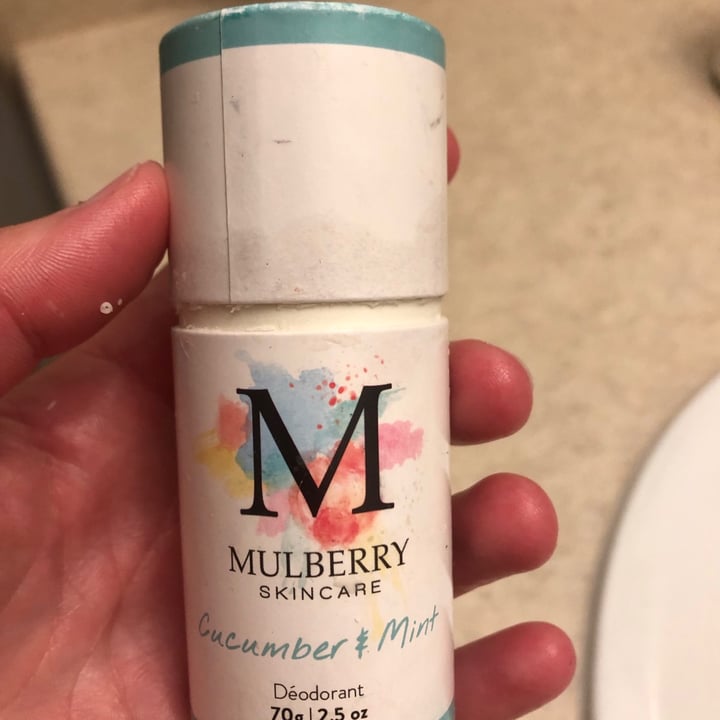 M
MULBERRY
SKINCARE
Cucumber & Mint
Déodorant
70g | 2.5 oz